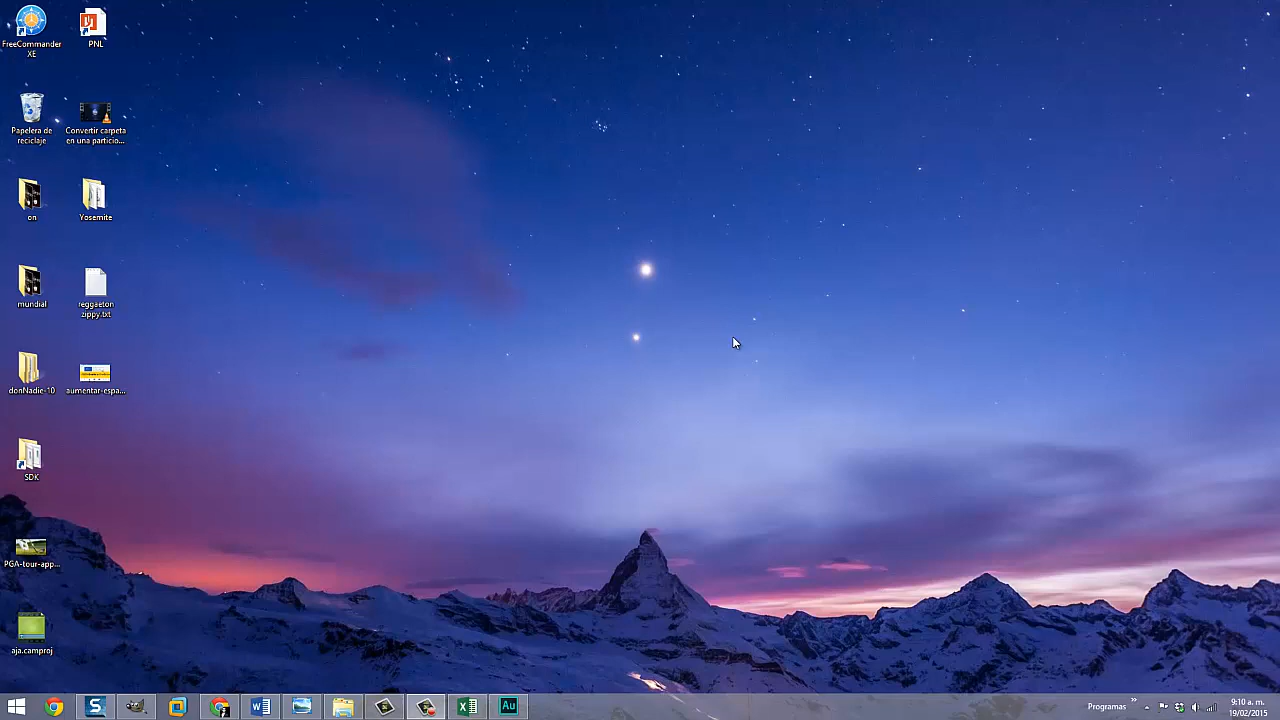 FreeCommander
XE
PNL
Papelera de
reciclaje
Convertir carpeta
en una particio...
on
Yosemite
mundial
reggaeton
zippy.txt
donNadie-10
aumentar-espa...
SDK
PGA-tour-app...
aja.camproj
Programas
9:10 a. m.
19/02/2015